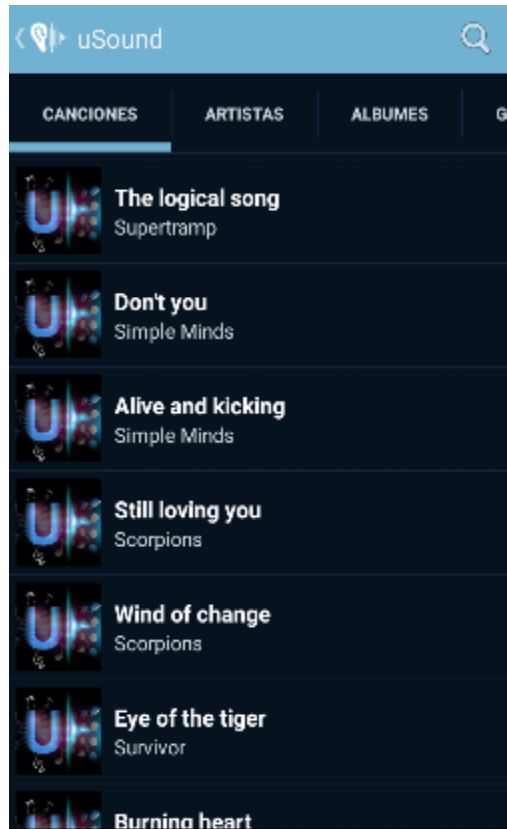 uSound
CANCIONES ARTISTAS ALBUMES G
The logical song
Supertramp
Don't you
Simple Minds
Alive and kicking
Simple Minds
Still loving you
Scorpions
Wind of change
Scorpions
Eye of the tiger
Survivor
Burning heart